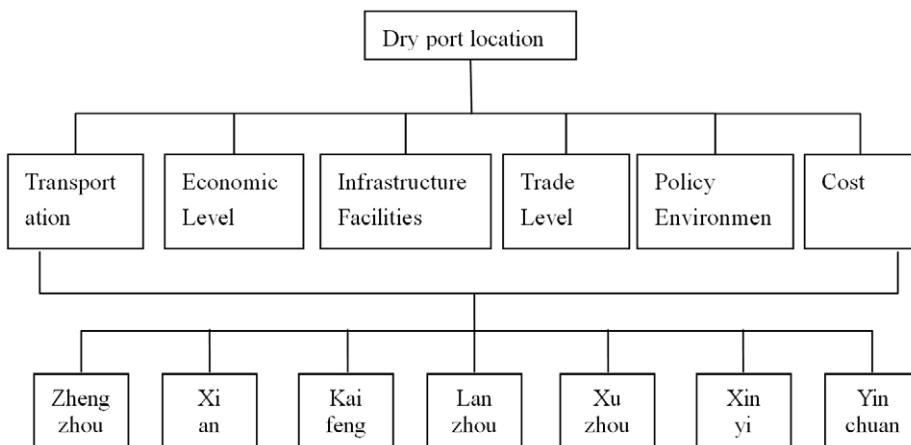 Dry port location
Transport
ation
Economic
Level
Infrastructure
Facilities
Trade
Level
Policy
Environmen
Cost
Zheng
zhou
Xi
an
Kai
feng
Lan
zhou
Xu
zhou
Xin
yi
Yin
chuan